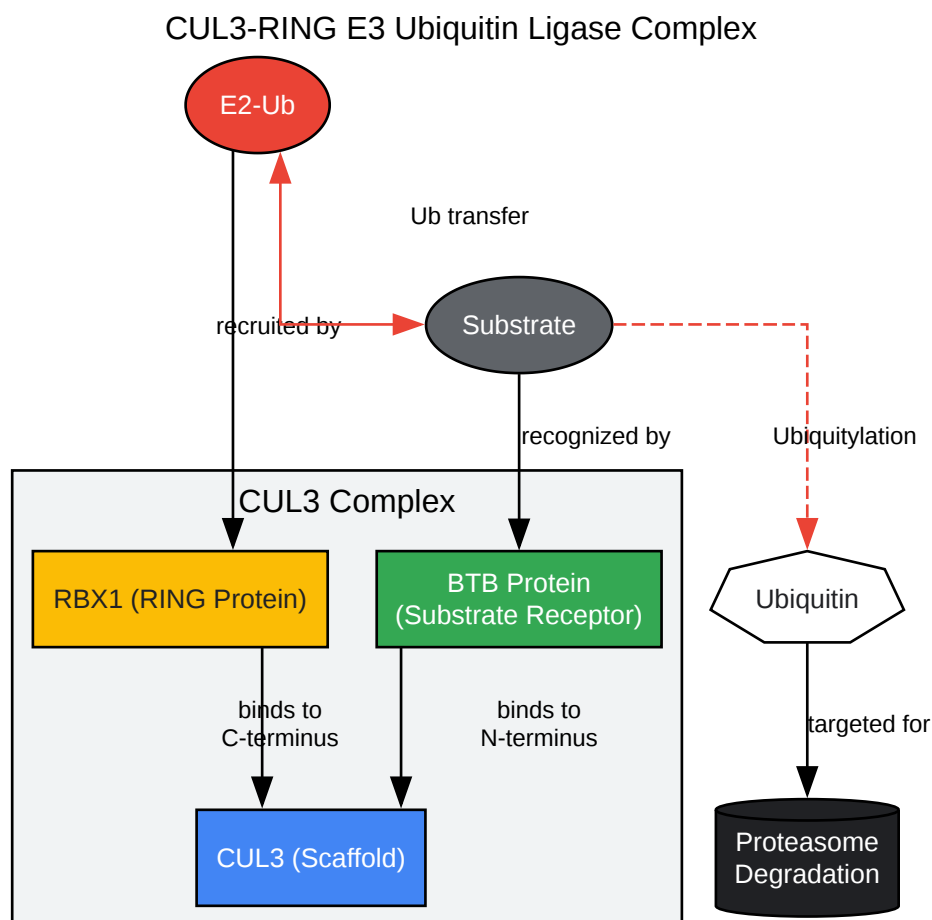 CUL3-RING E3 Ubiquitin Ligase Complex
E2-Ub
Ub transfer
recruited by
Substrate
recognized by
Ubiquitylation
CUL3 Complex
RBX1 (RING Protein)
BTB Protein
(Substrate Receptor)
Ubiquitin
binds to
C-terminus
binds to
N-terminus
targeted for
CUL3 (Scaffold)
Proteasome
Degradation